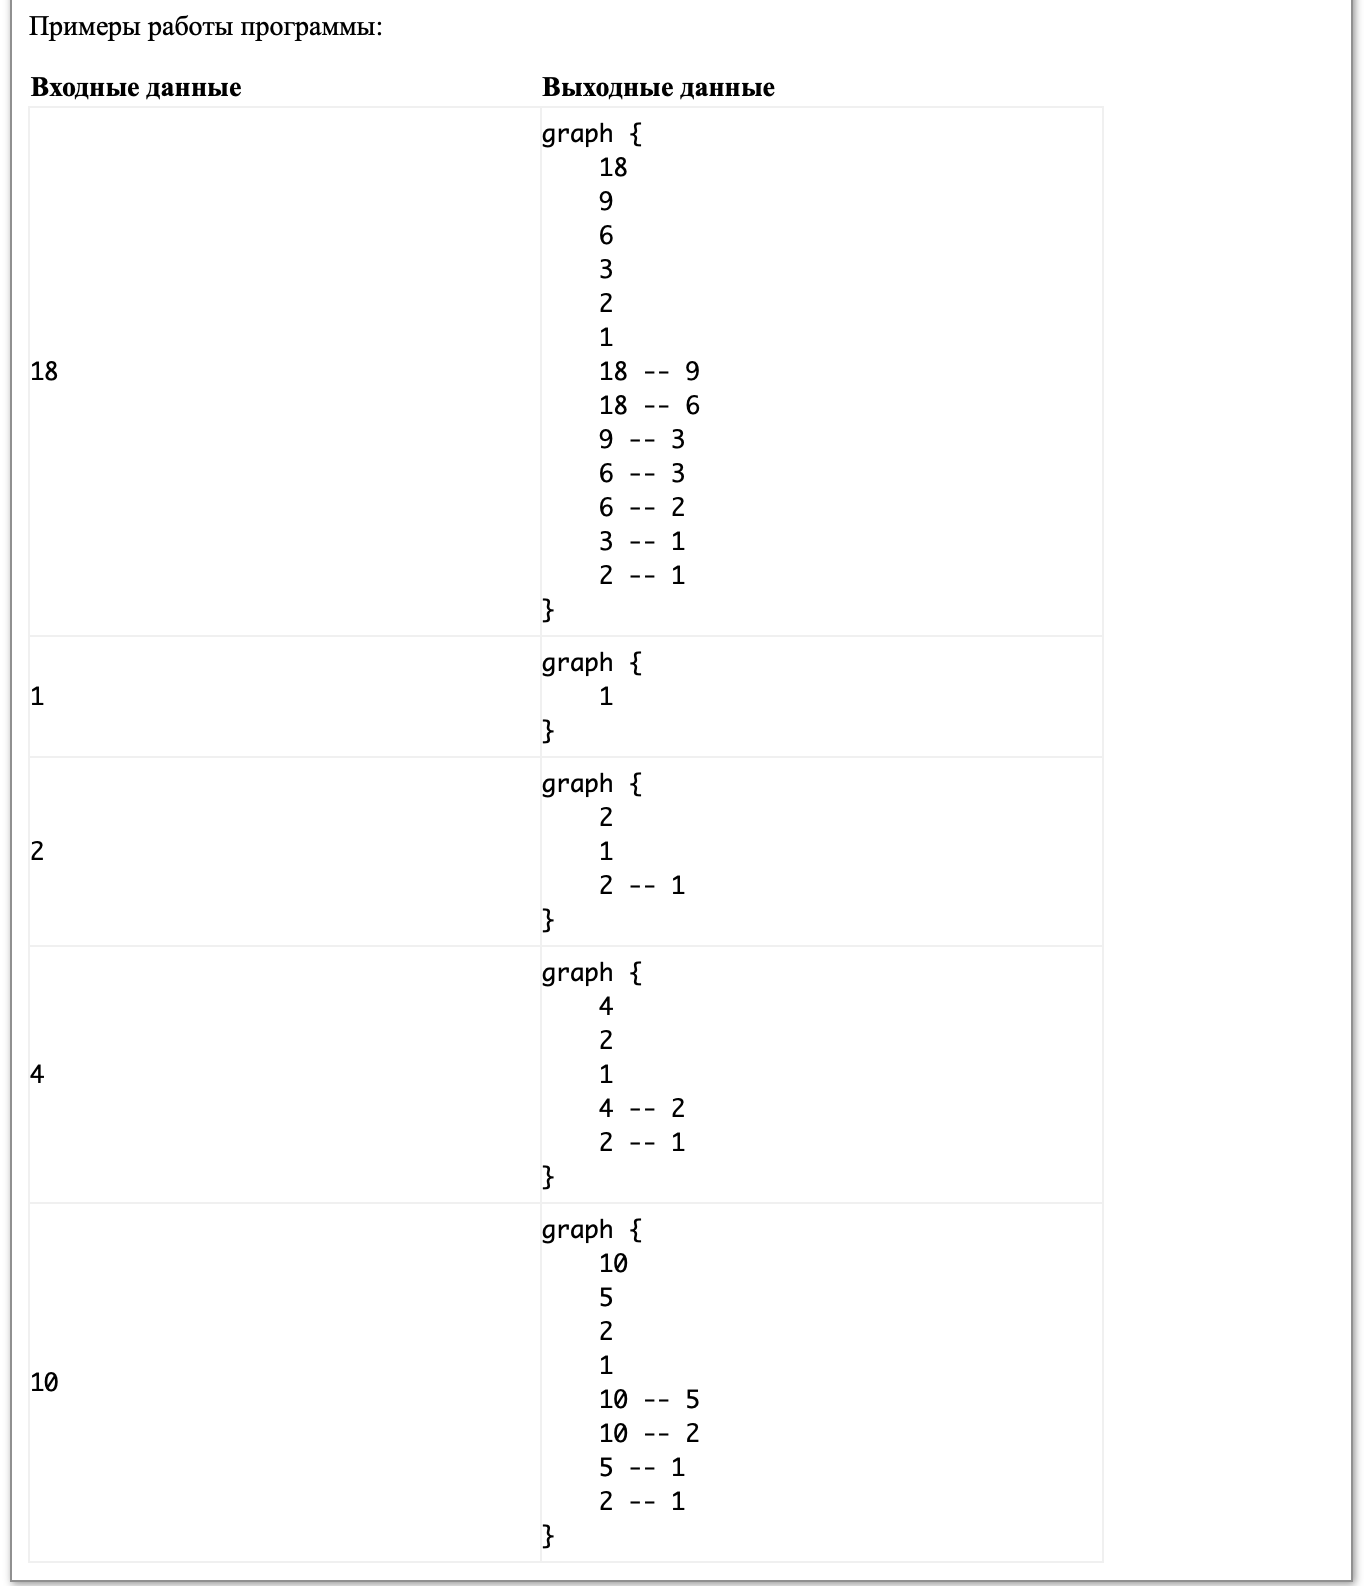 Примеры работы программы:
Входные данные Выходные данные
18
graph {
    18
    9
    6
    3
    2
    1
    18 -- 9
    18 -- 6
    9 -- 3
    6 -- 3
    6 -- 2
    3 -- 1
    2 -- 1
}
1
graph {
    1
}
2
graph {
    2
    1
    2 -- 1
}
4
graph {
    4
    2
    1
    4 -- 2
    2 -- 1
}
10
graph {
    10
    5
    2
    1
    10 -- 5
    10 -- 2
    5 -- 1
    2 -- 1
}